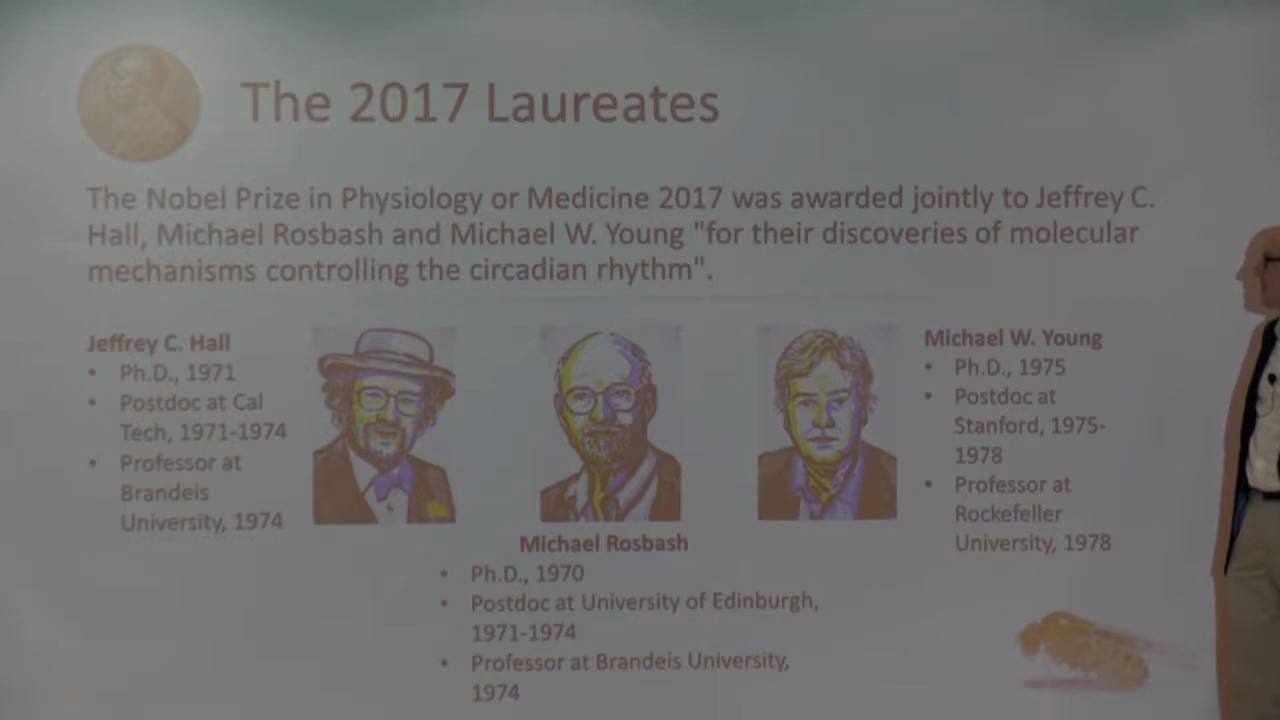 The 2017 Laureates
The Nobel Prize in Physiology or Medicine 2017 was awarded jointly to Jeffrey C.
Hall, Michael Rosbash and Michael W. Young "for their discoveries of molecular
mechanisms controlling the circadian rhythm".
Jeffrey C. Hall
• Ph.D., 1971
• Postdoc at Cal
Tech, 1971-1974
• Professor at
Brandeis
University, 1974
Michael Rosbash
• Ph.D., 1970
• Postdoc at University of Edinburgh,
1971-1974
• Professor at Brandeis University,
1974
Michael W. Young
• Ph.D., 1975
• Postdoc at
Stanford, 1975-
1978
• Professor at
Rockefeller
University, 1978